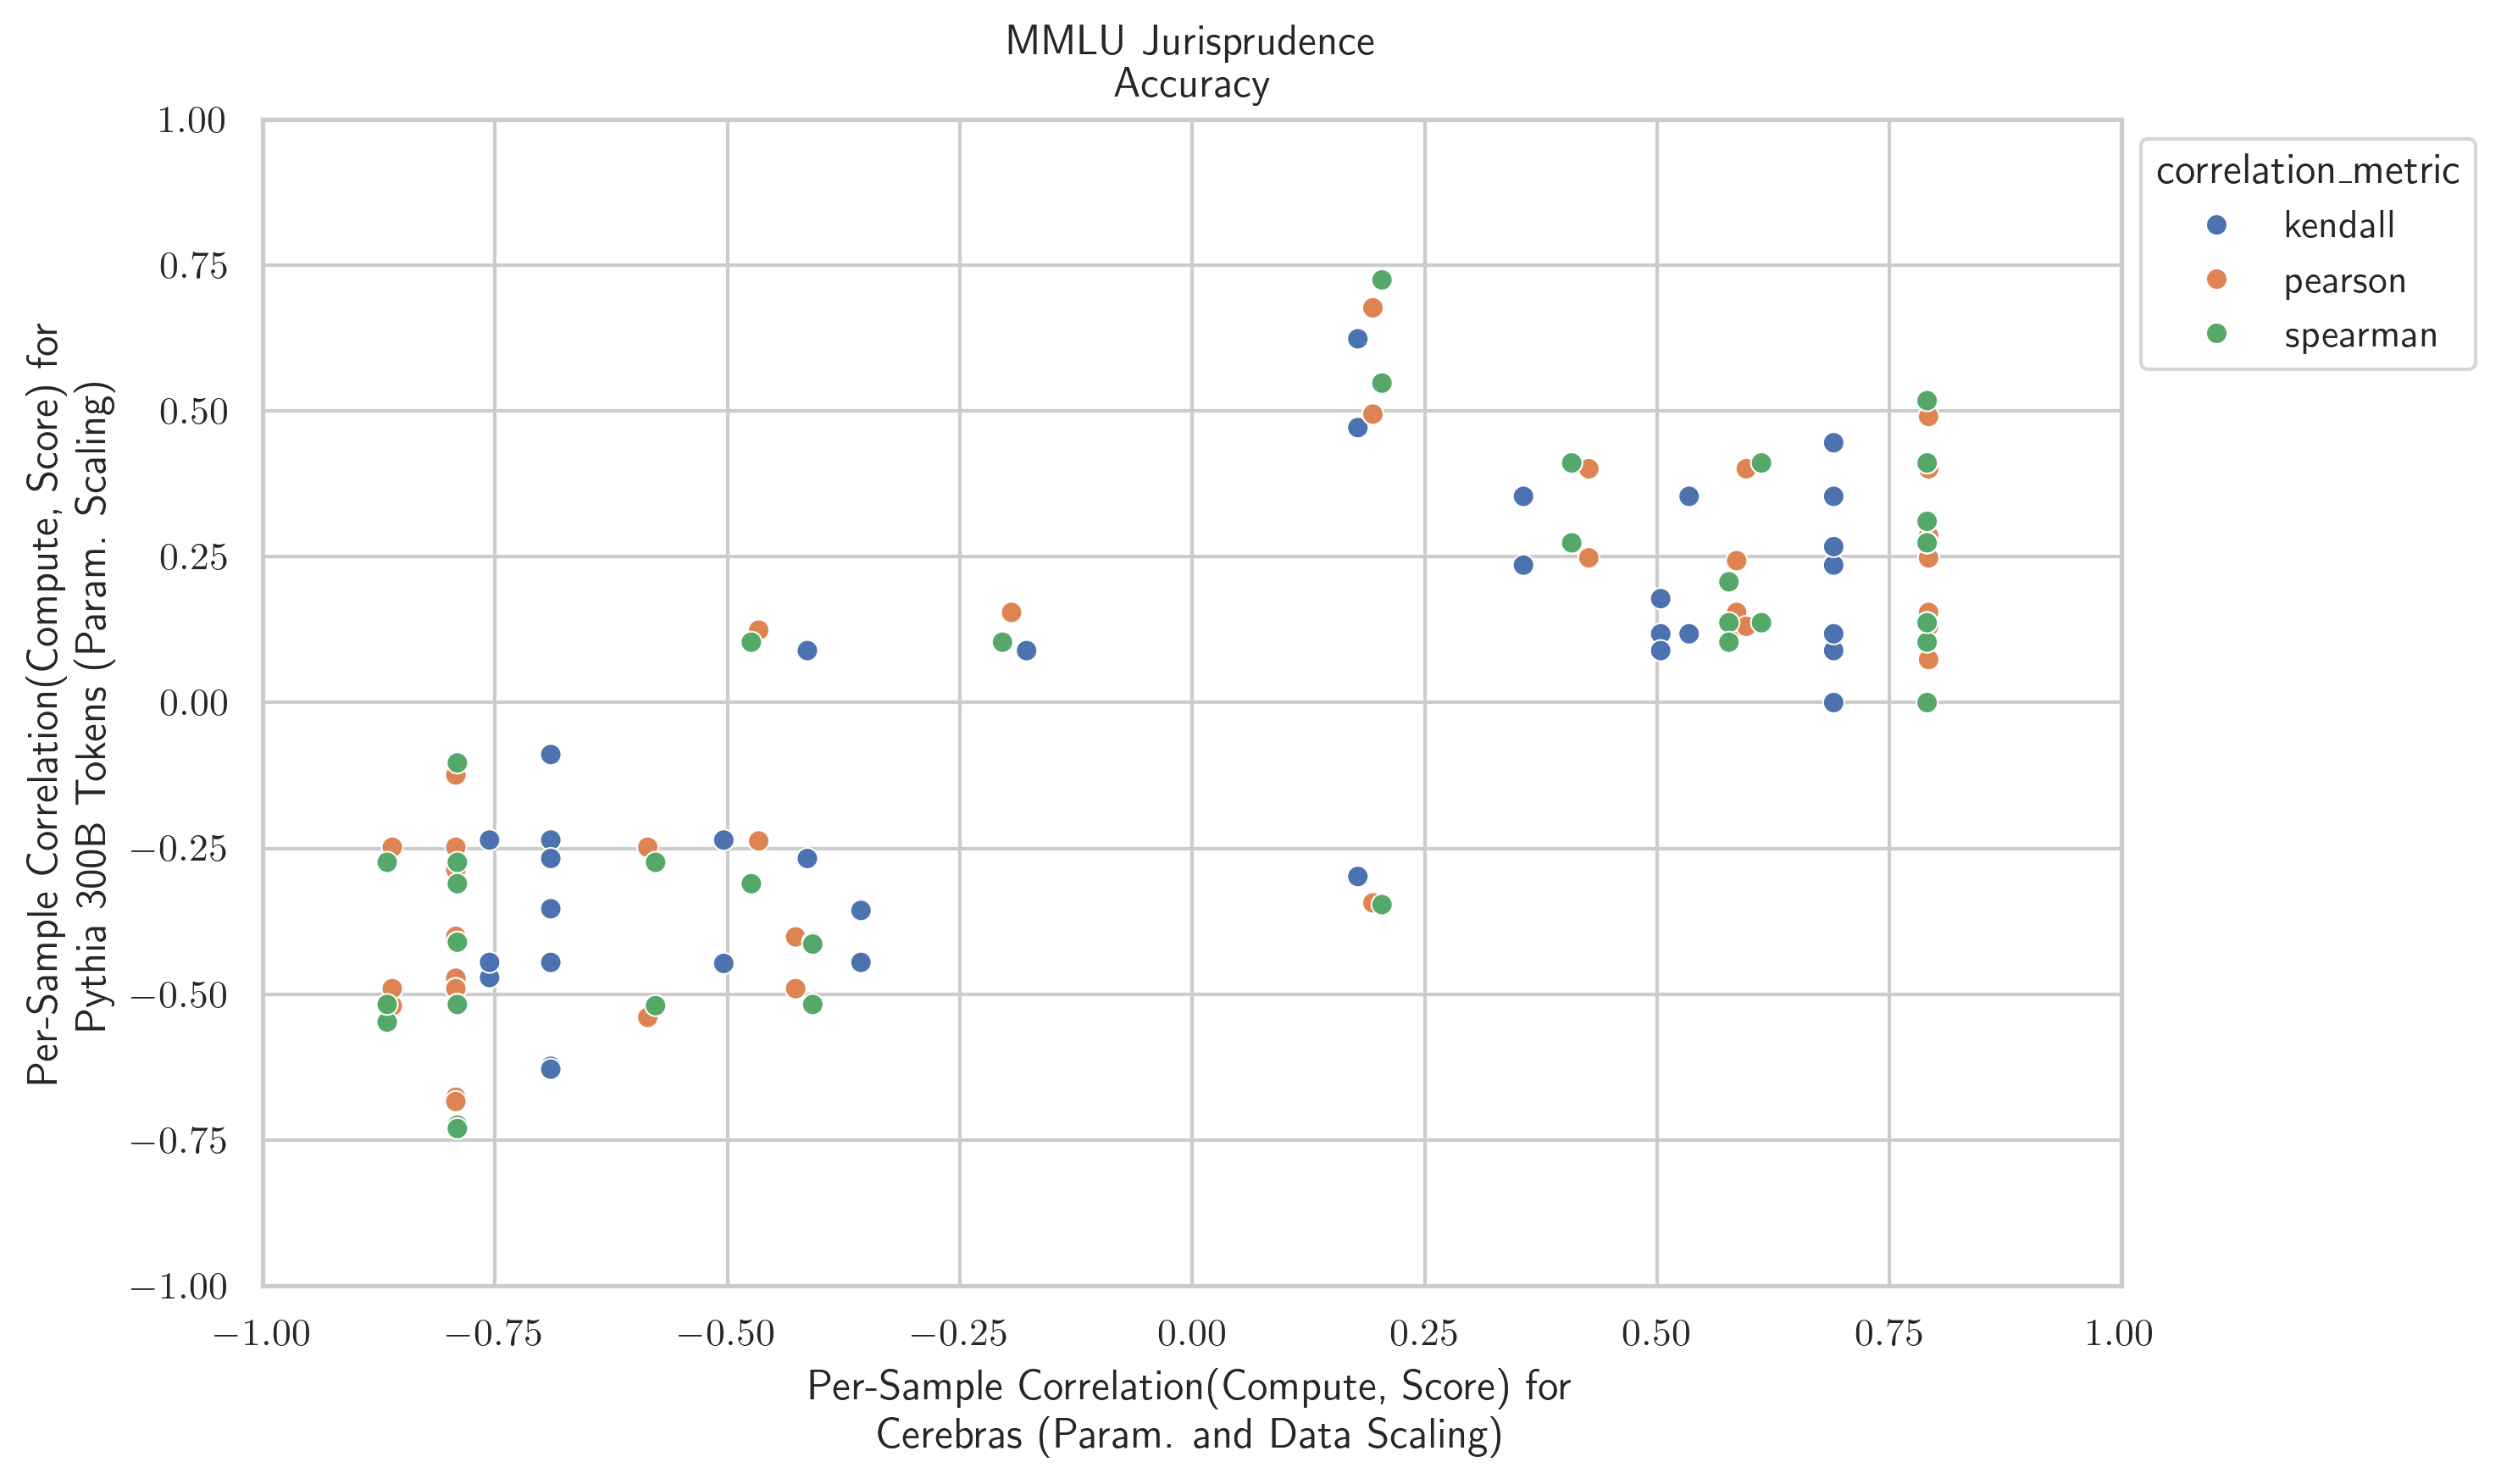 MMLU Jurisprudence
Accuracy
Per-Sample Correlation(Compute, Score) for
Pythia 300B Tokens (Param. Scaling)
1.00
0.75
0.50
0.25
0.00
−0.25
−0.50
−0.75
−1.00
−1.00 −0.75 −0.50 −0.25 0.00 0.25 0.50 0.75 1.00
Per-Sample Correlation(Compute, Score) for
Cerebras (Param. and Data Scaling)
correlation_metric
kendall
pearson
spearman